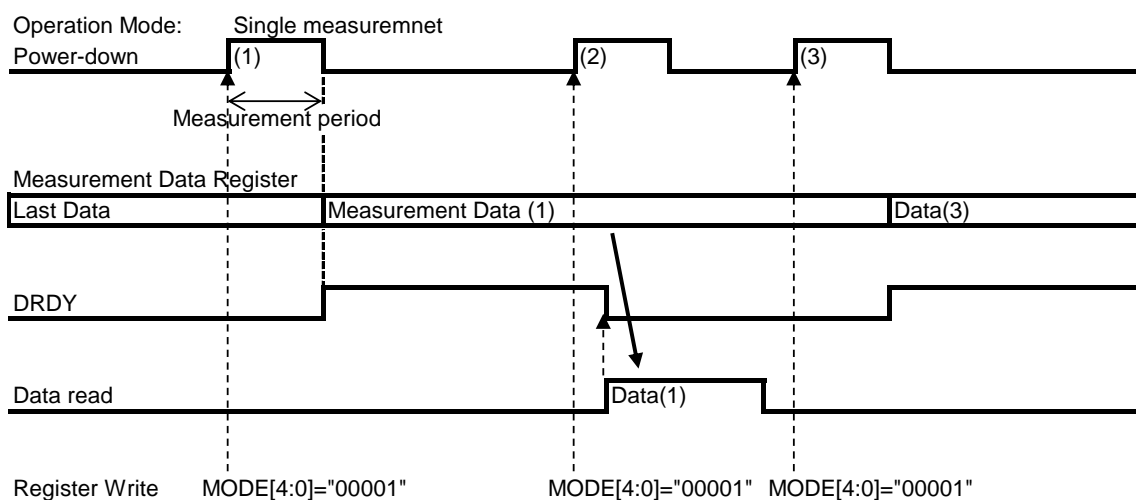 Operation Mode: Single measuremnet
Power-down
(1) (2) (3)
Measurement period
Measurement Data Register
Last Data Measurement Data (1) Data(3)
DRDY
Data read Data(1)
Register Write MODE[4:0]="00001" MODE[4:0]="00001" MODE[4:0]="00001"